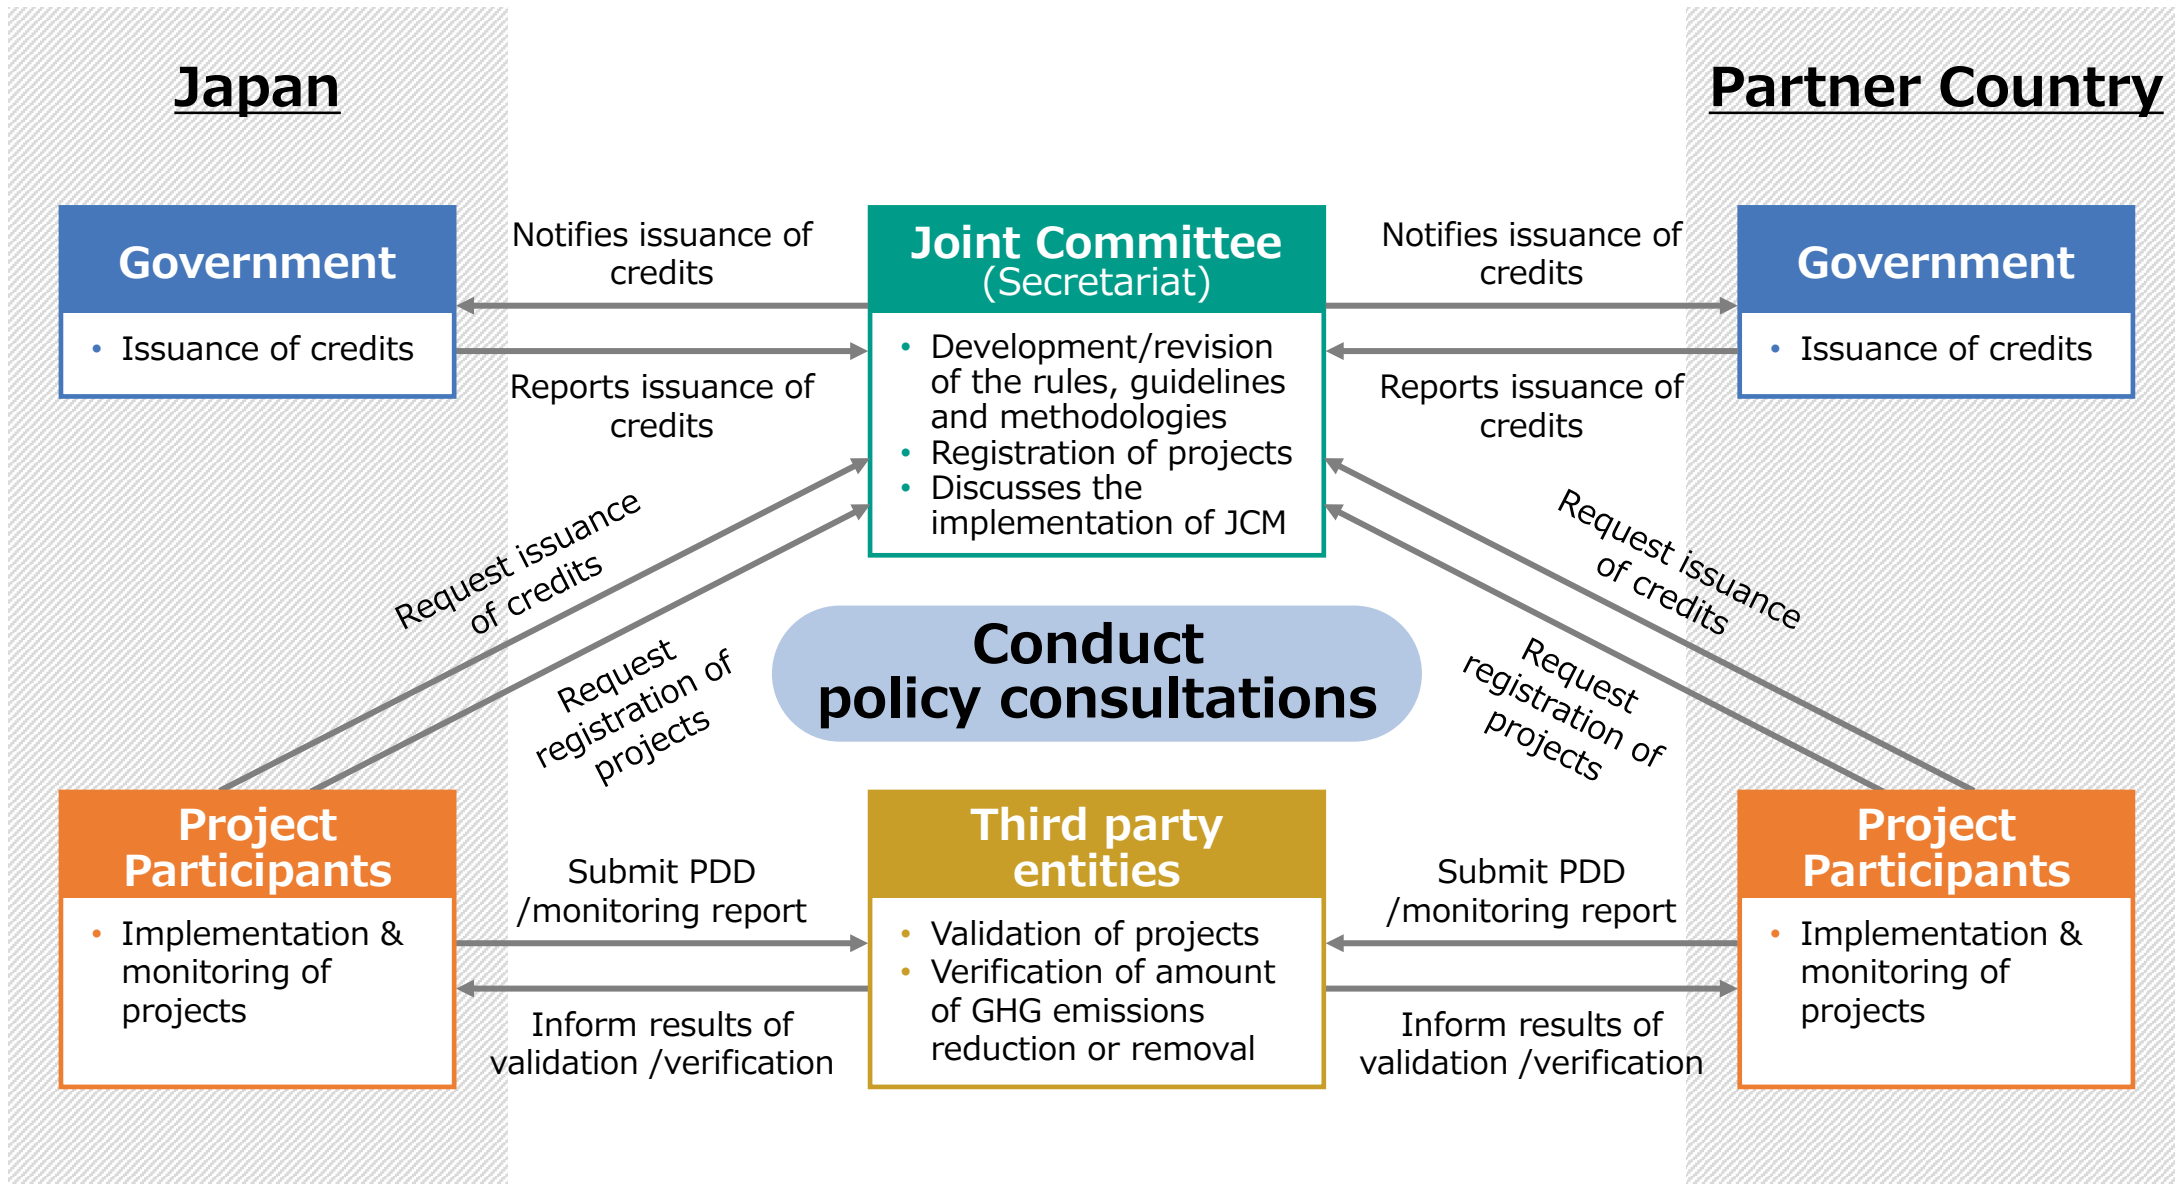 Japan
Partner Country
Government
• Issuance of credits
Notifies issuance of
credits
Reports issuance of
credits
Joint Committee
(Secretariat)
• Development/revision
of the rules, guidelines
and methodologies
• Registration of projects
• Discusses the
implementation of JCM
Notifies issuance of
credits
Reports issuance of
credits
Government
• Issuance of credits
Request issuance
of credits
Request
registration of
projects
Conduct
policy consultations
Request issuance
of credits
Request
registration of
projects
Project
Participants
• Implementation &
monitoring of
projects
Submit PDD
/monitoring report
Inform results of
validation /verification
Third party
entities
• Validation of projects
• Verification of amount
of GHG emissions
reduction or removal
Submit PDD
/monitoring report
Inform results of
validation /verification
Project
Participants
• Implementation &
monitoring of
projects